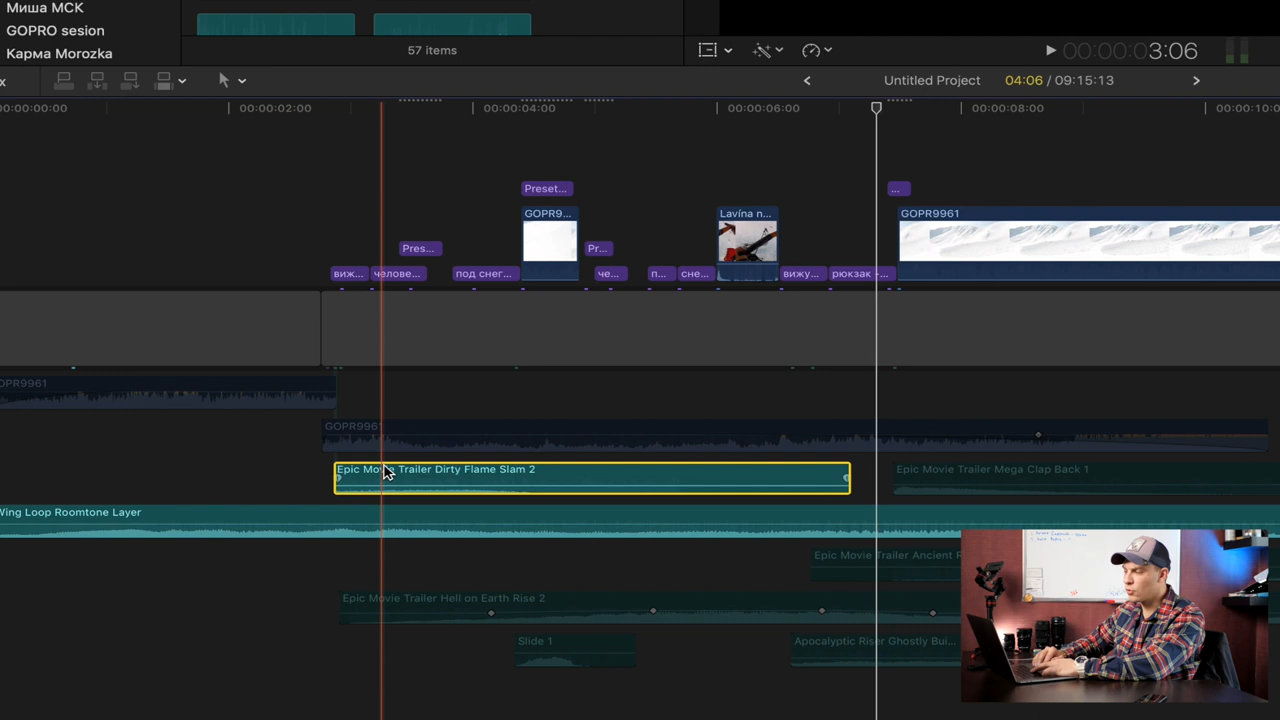 Миша МСК
GOPRO sesion
Карма Morozka
57 items
00:00:03:06
x
Untitled Project
04:06 / 09:15:13
00:00:00:00
00:00:02:00
00:00:04:00
00:00:06:00
00:00:08:00
00:00:10:0
Preset...
...
GOPR9...
Lavína n...
GOPR9961
Pres...
Pr...
виж...
челове...
под снег...
че...
п...
сне...
вижу...
рюкзак -...
OPR9961
GOPR9961
Epic Movie Trailer Dirty Flame Slam 2
Epic Movie Trailer Mega Clap Back 1
Wing Loop Roomtone Layer
Epic Movie Trailer Ancient R
Epic Movie Trailer Hell on Earth Rise 2
Slide 1
Apocalyptic Riser Ghostly Bui...